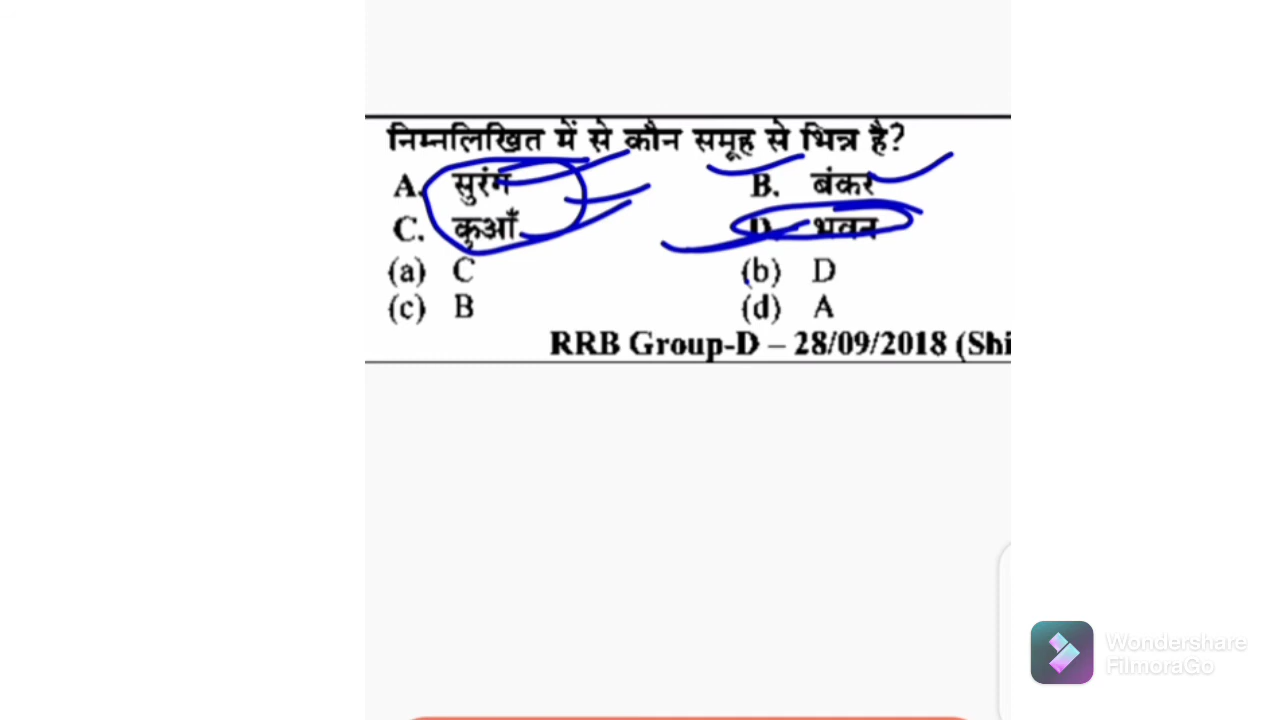 निम्नलिखित में से कौन समूह से भिन्न है?
A. सुरंग B. बंकर
C. कुआँ D. भवन
(a) C (b) D
(c) B (d) A
RRB Group-D – 28/09/2018 (Shi
Wondershare
FilmoraGo